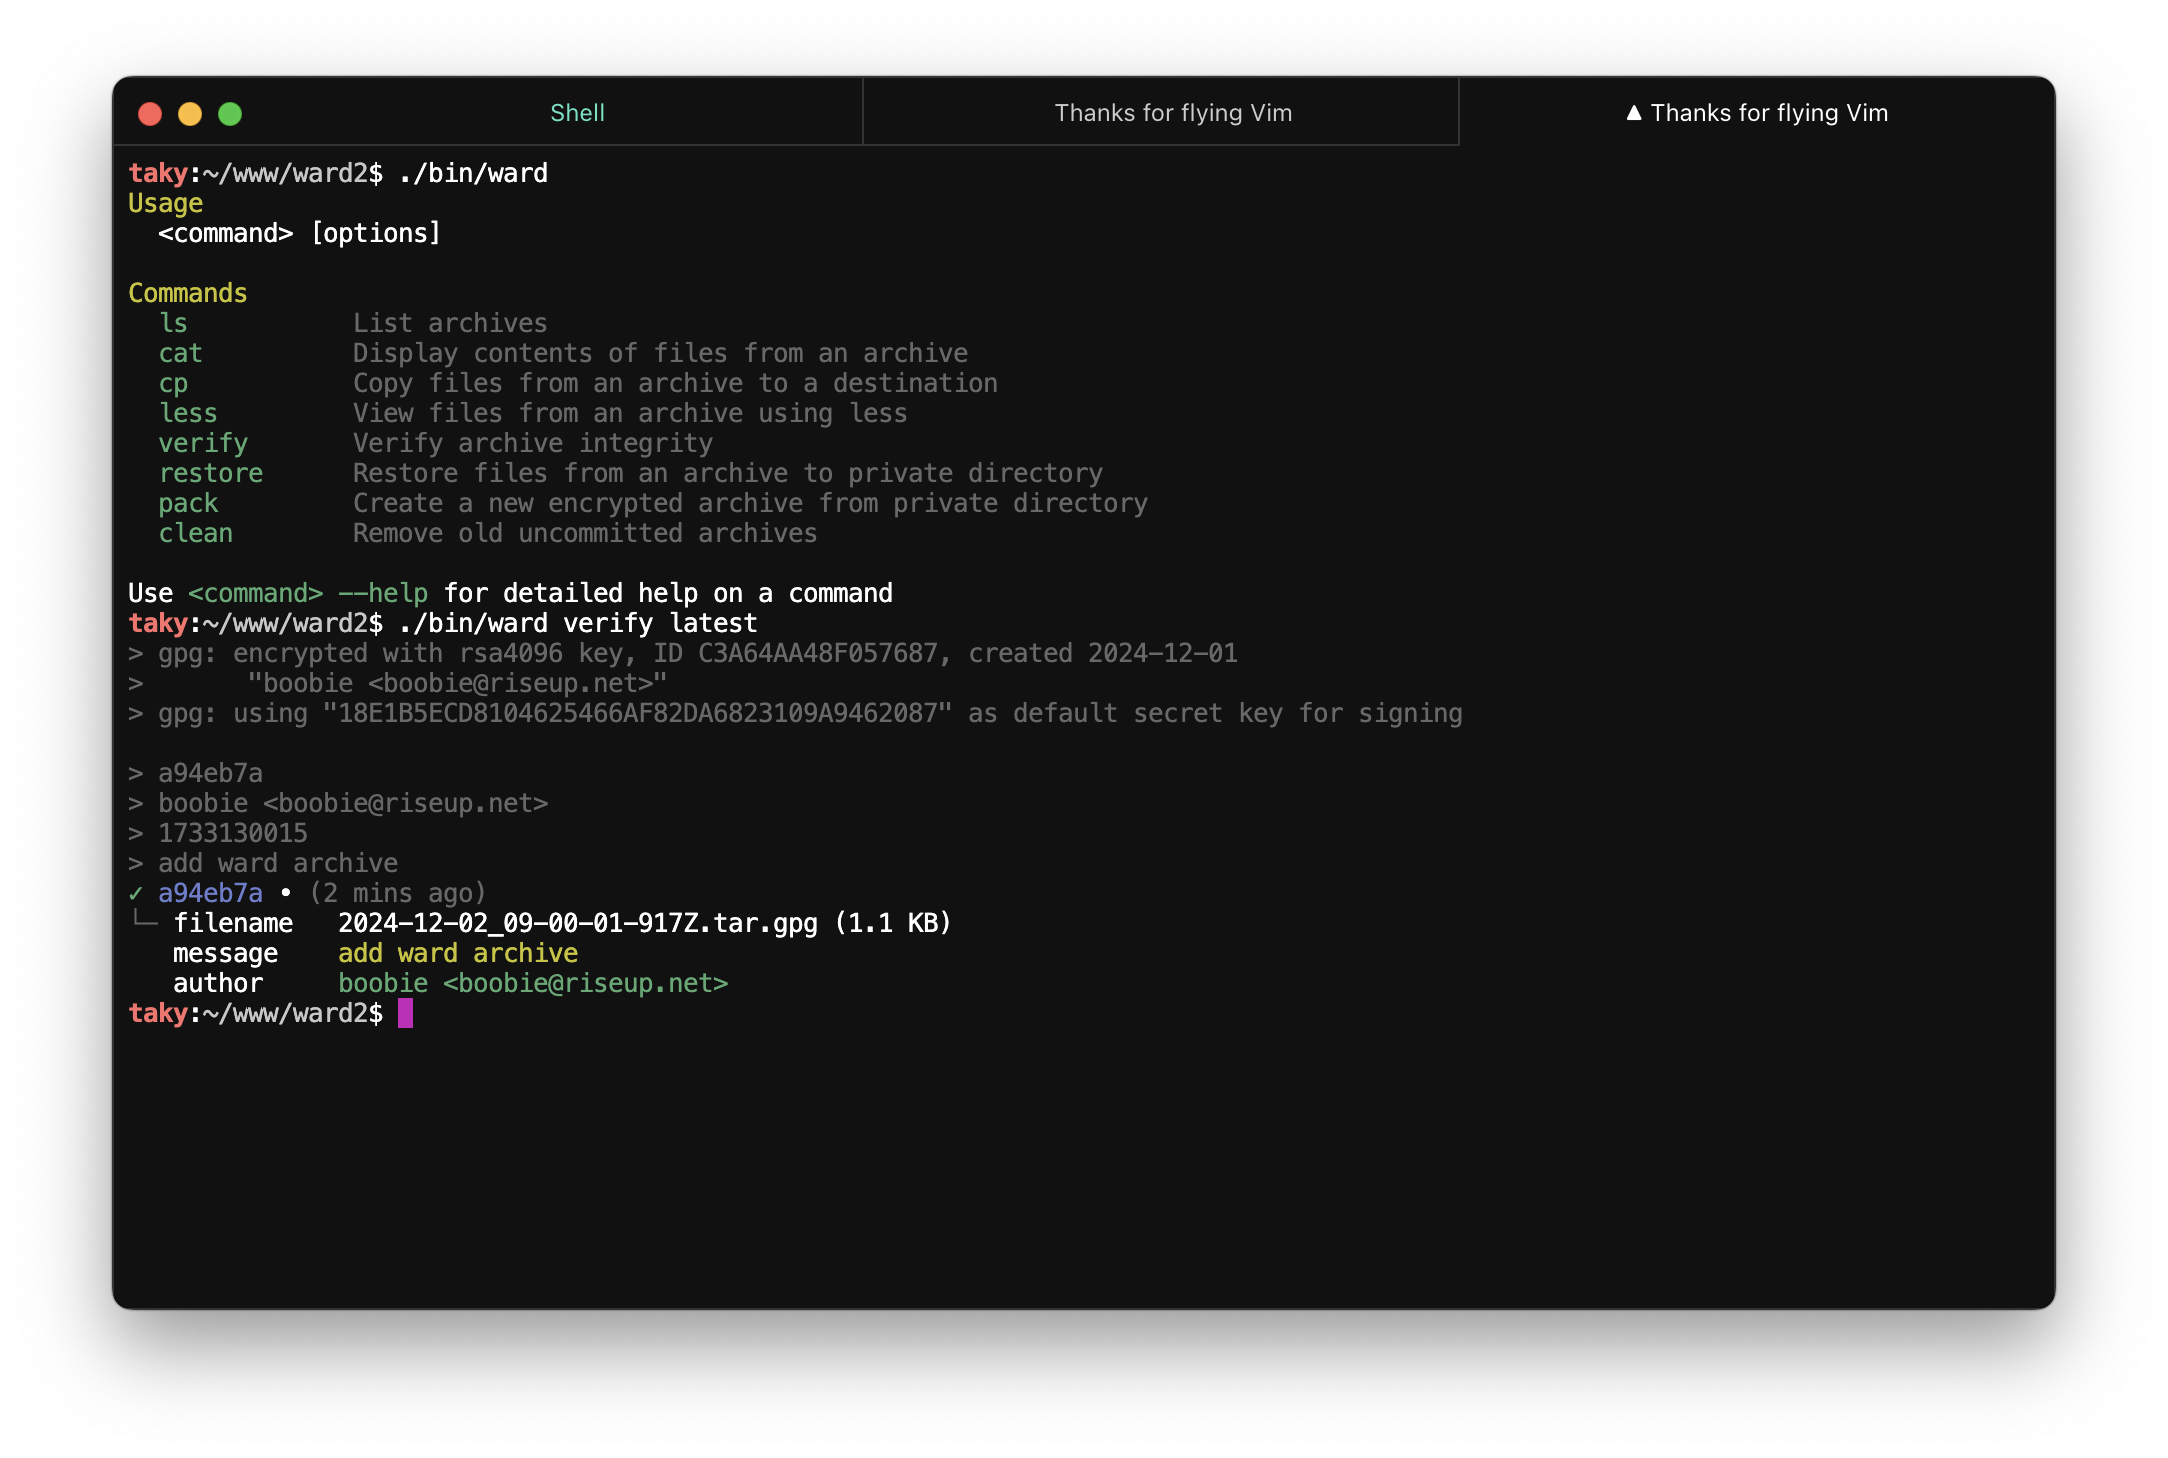 Shell
Thanks for flying Vim
▲ Thanks for flying Vim
taky:~/www/ward2$ ./bin/ward
Usage
  <command> [options]

Commands
  ls           List archives
  cat          Display contents of files from an archive
  cp           Copy files from an archive to a destination
  less         View files from an archive using less
  verify       Verify archive integrity
  restore      Restore files from an archive to private directory
  pack         Create a new encrypted archive from private directory
  clean        Remove old uncommitted archives

Use <command> --help for detailed help on a command
taky:~/www/ward2$ ./bin/ward verify latest
> gpg: encrypted with rsa4096 key, ID C3A64AA48F057687, created 2024-12-01
>       "boobie <boobie@riseup.net>"
> gpg: using "18E1B5ECD8104625466AF82DA6823109A9462087" as default secret key for signing

> a94eb7a
> boobie <boobie@riseup.net>
> 1733130015
> add ward archive
✓ a94eb7a • (2 mins ago)
└─ filename   2024-12-02_09-00-01-917Z.tar.gpg (1.1 KB)
   message    add ward archive
   author     boobie <boobie@riseup.net>
taky:~/www/ward2$